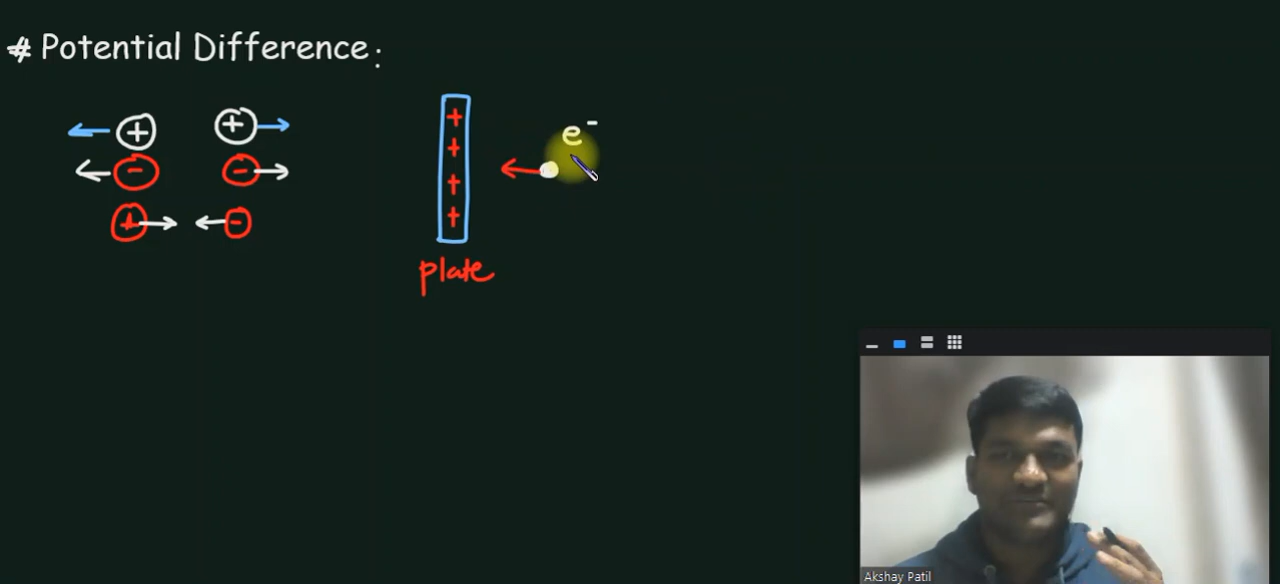 # Potential Difference:
+ +
- -
+ -
+
+
+
+
e-
plate
Akshay Patil